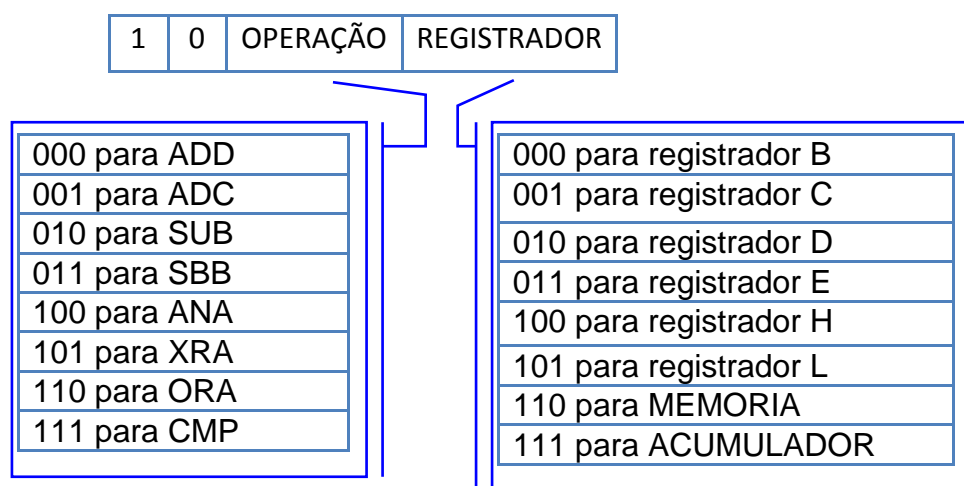 1 0 OPERAÇÃO REGISTRADOR
000 para ADD
001 para ADC
010 para SUB
011 para SBB
100 para ANA
101 para XRA
110 para ORA
111 para CMP
000 para registrador B
001 para registrador C
010 para registrador D
011 para registrador E
100 para registrador H
101 para registrador L
110 para MEMORIA
111 para ACUMULADOR